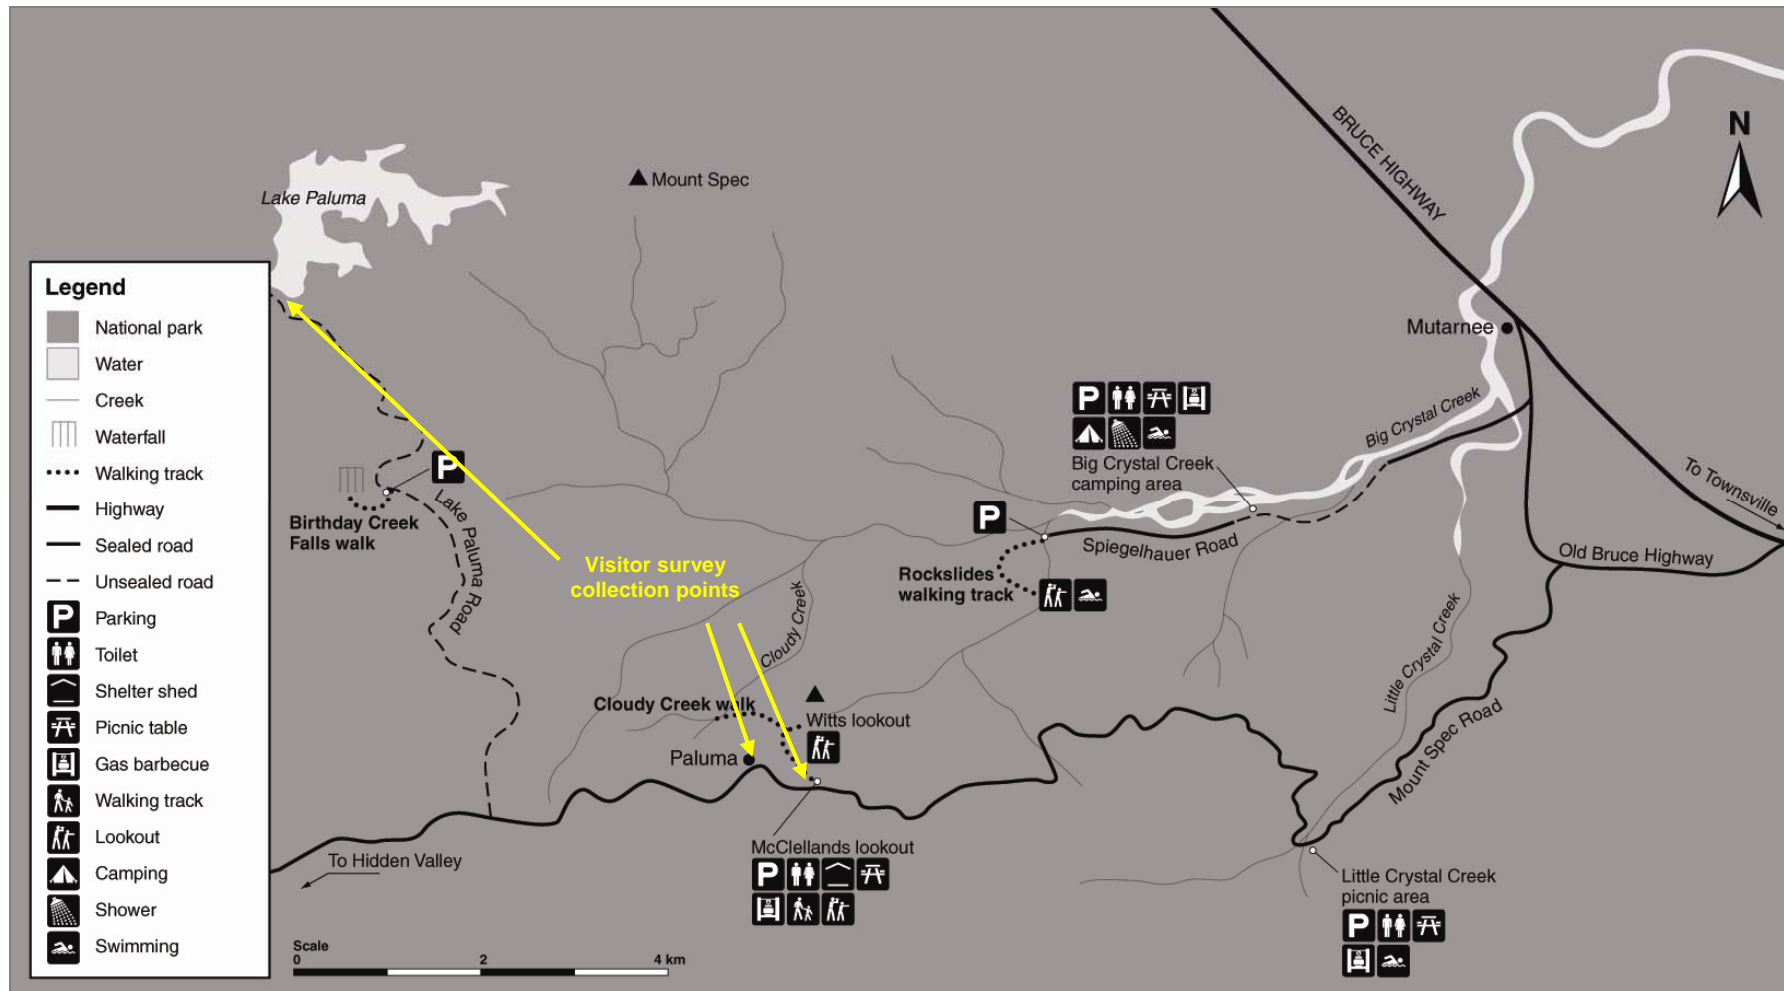 BRUCE HIGHWAY
N
Mount Spec
Lake Paluma
Legend
National park
Water
Creek
Waterfall
Walking track
Highway
Sealed road
Unsealed road
P
Parking
Toilet
Shelter shed
Picnic table
Gas barbecue
Walking track
Lookout
Camping
Shower
Swimming
Mutarnee
P
Big Crystal Creek
camping area
Big Crystal Creek
To Townsville
P
Birthday Creek
Falls walk
Lake Paluma Road
P
Spiegelhauer Road
Old Bruce Highway
Visitor survey
collection points
Rockslides
walking track
Cloudy Creek
Little Crystal Creek
Cloudy Creek walk
Witts lookout
Paluma
Mount Spec Road
McClellands lookout
P
To Hidden Valley
Little Crystal Creek
picnic area
P
Scale
0 2 4 km